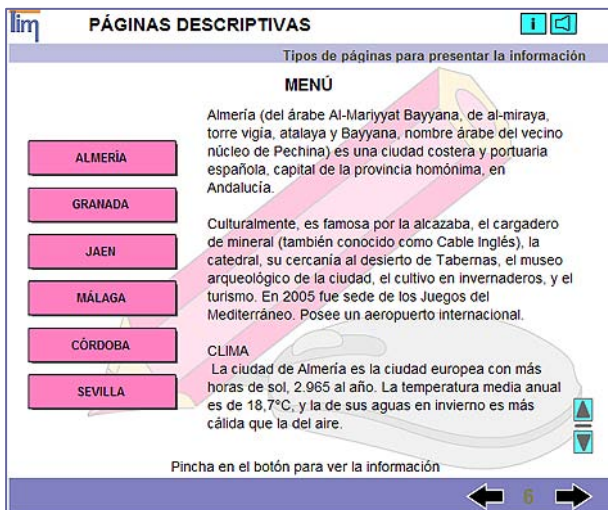 lim
PÁGINAS DESCRIPTIVAS
i
Tipos de páginas para presentar la información
MENÚ
Almería (del árabe Al-Mariyyat Bayyana, de al-miraya,
torre vigía, atalaya y Bayyana, nombre árabe del vecino
núcleo de Pechina) es una ciudad costera y portuaria
española, capital de la provincia homónima, en
Andalucía.
Culturalmente, es famosa por la alcazaba, el cargadero
de mineral (también conocido como Cable Inglés), la
catedral, su cercanía al desierto de Tabernas, el museo
arqueológico de la ciudad, el cultivo en invernaderos, y el
turismo. En 2005 fue sede de los Juegos del
Mediterráneo. Posee un aeropuerto internacional.
CLIMA
La ciudad de Almería es la ciudad europea con más
horas de sol, 2.965 al año. La temperatura media anual
es de 18,7°C, y la de sus aguas en invierno es más
cálida que la del aire.
ALMERÍA
GRANADA
JAEN
MÁLAGA
CÓRDOBA
SEVILLA
Pincha en el botón para ver la información
6